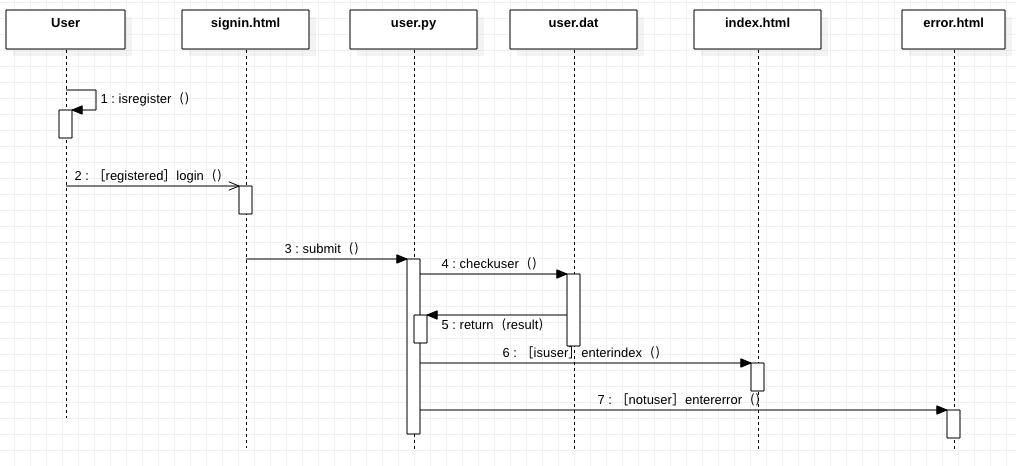 User
signin.html
user.py
user.dat
index.html
error.html
1 : isregister（）
2 : ［registered］login（）
3 : submit（）
4 : checkuser（）
5 : return（result）
6 : ［isuser］enterindex（）
7 : ［notuser］entererror（）